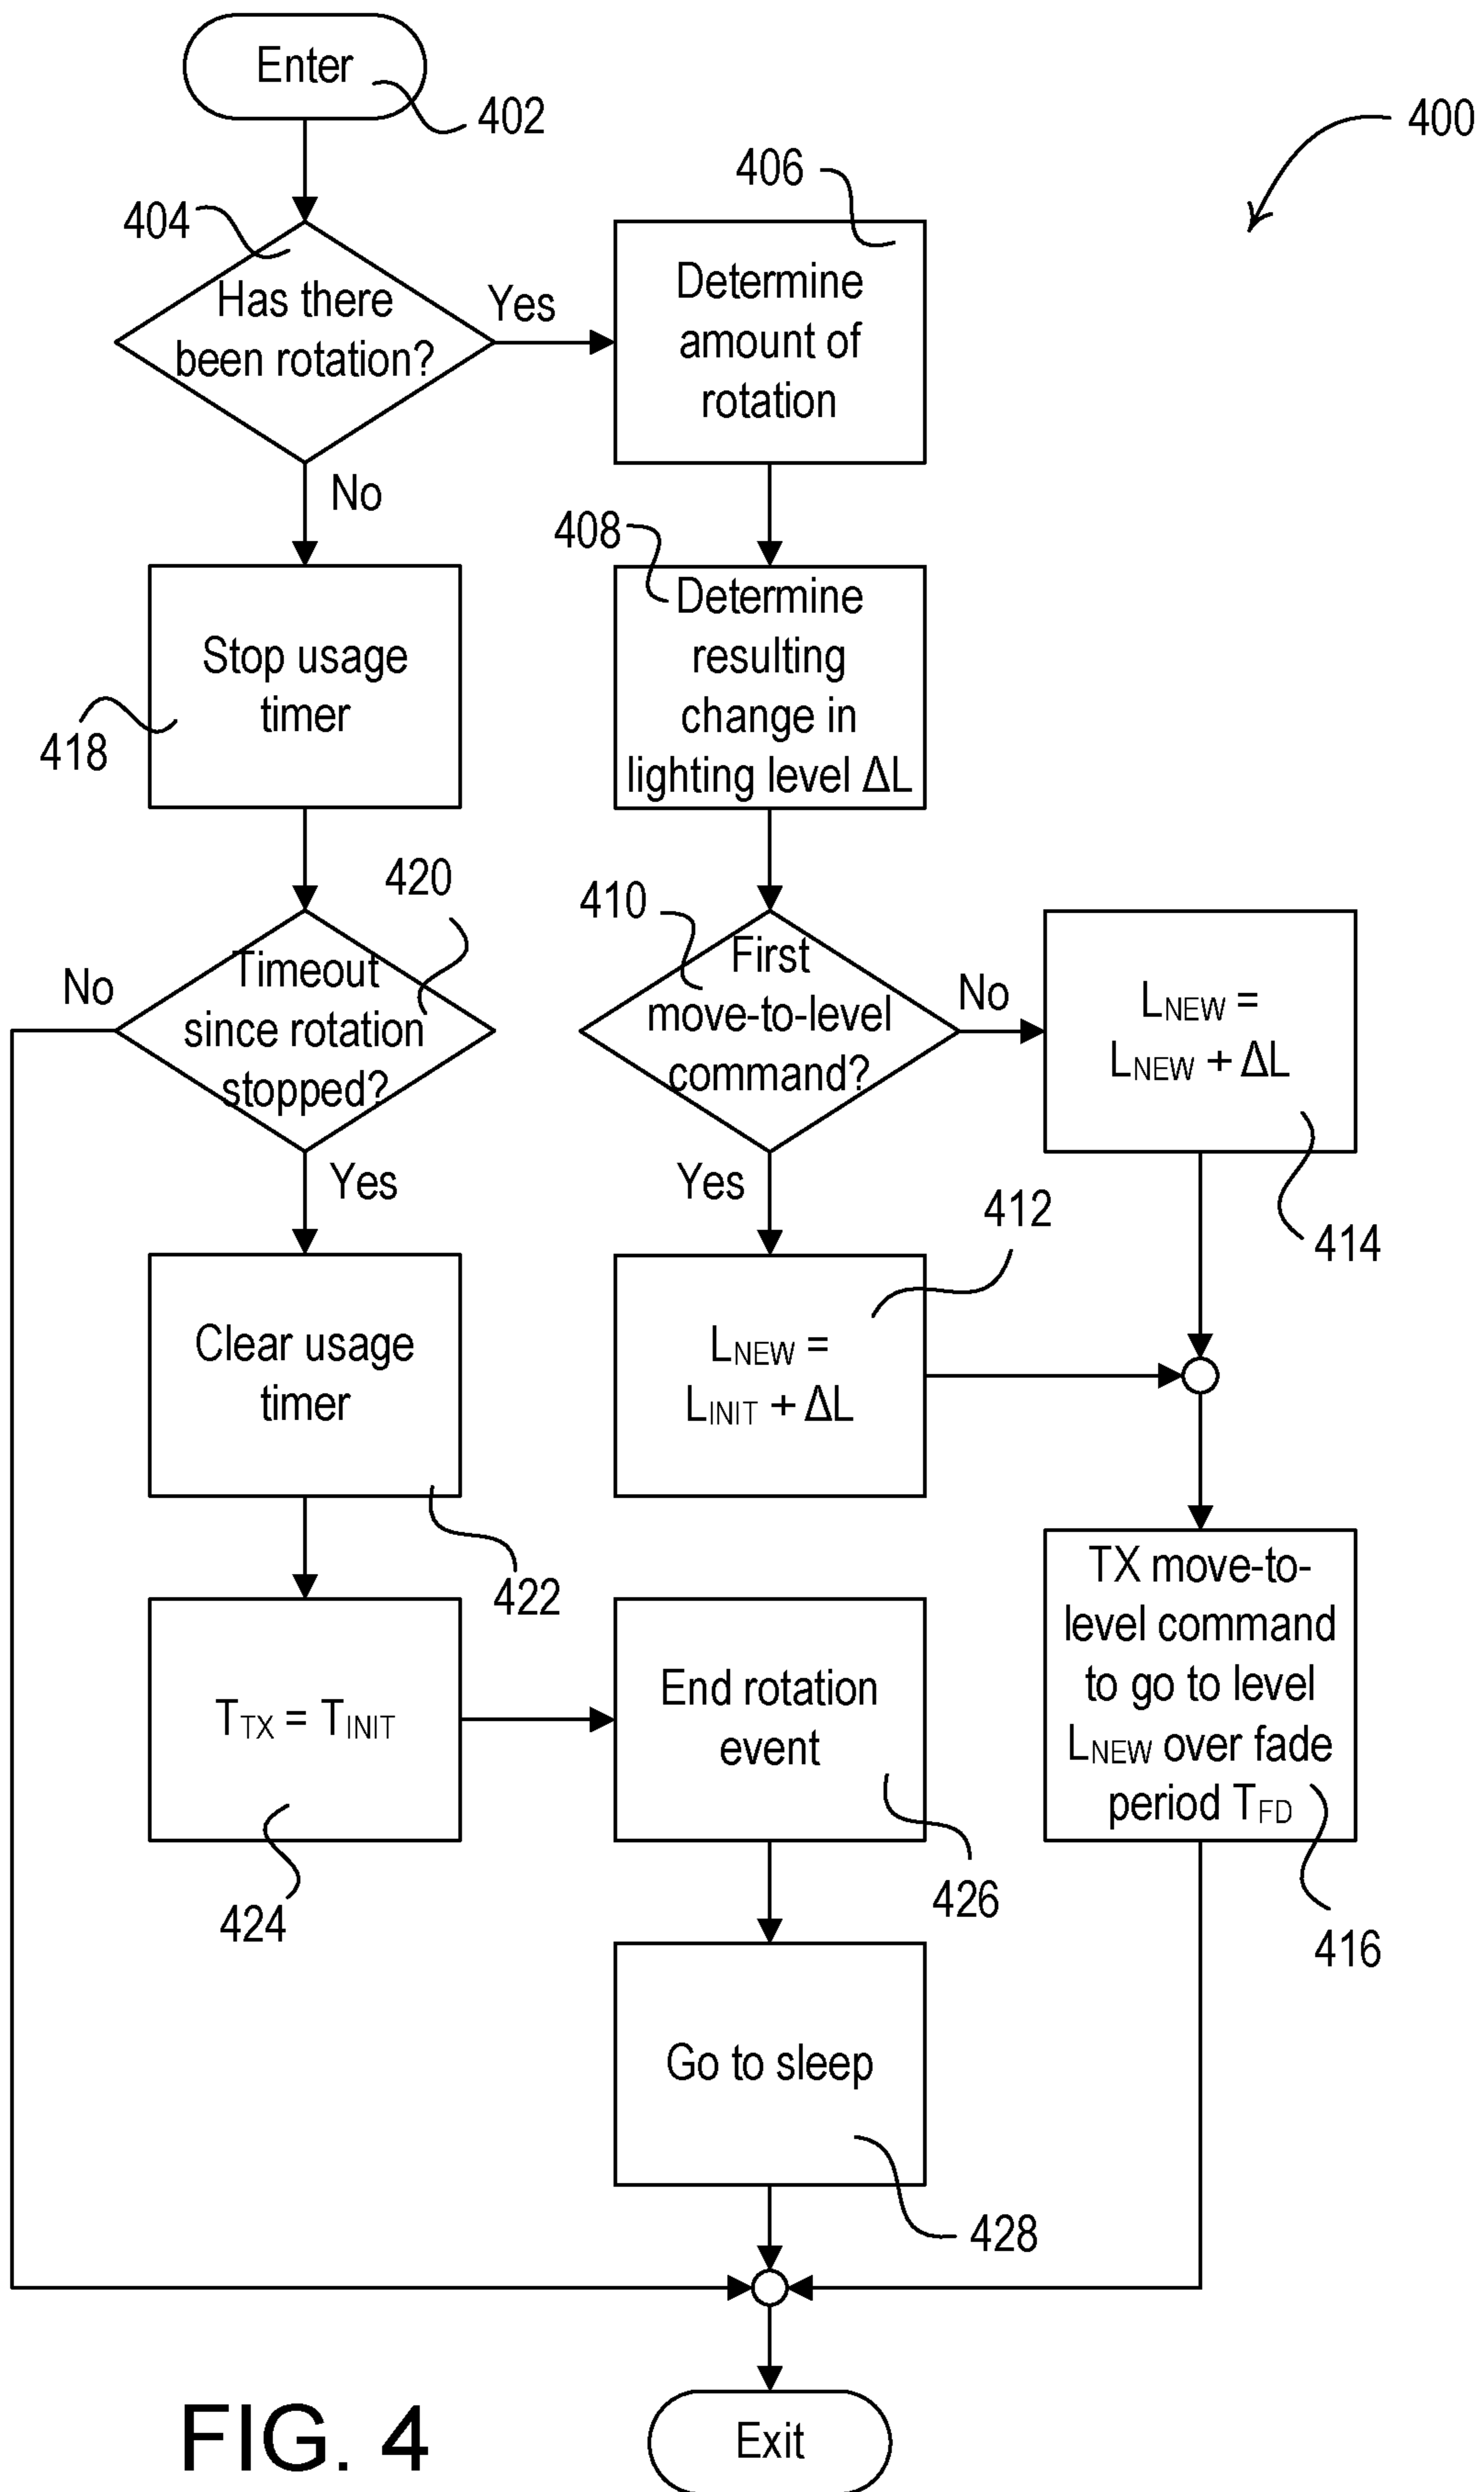 Enter
402
400
404
Has there
been rotation?
Yes
No
406
Determine
amount of
rotation
408
Determine
resulting
change in
lighting level ΔL
Stop usage
timer
418
420
Timeout
since rotation
stopped?
No
Yes
410
First
move-to-level
command?
No
Yes
LNEW =
LNEW + ΔL
414
412
LNEW =
LINIT + ΔL
Clear usage
timer
422
TTX = TINIT
424
End rotation
event
426
TX move-to-
level command
to go to level
LNEW over fade
period TFD
416
Go to sleep
428
Exit
FIG. 4